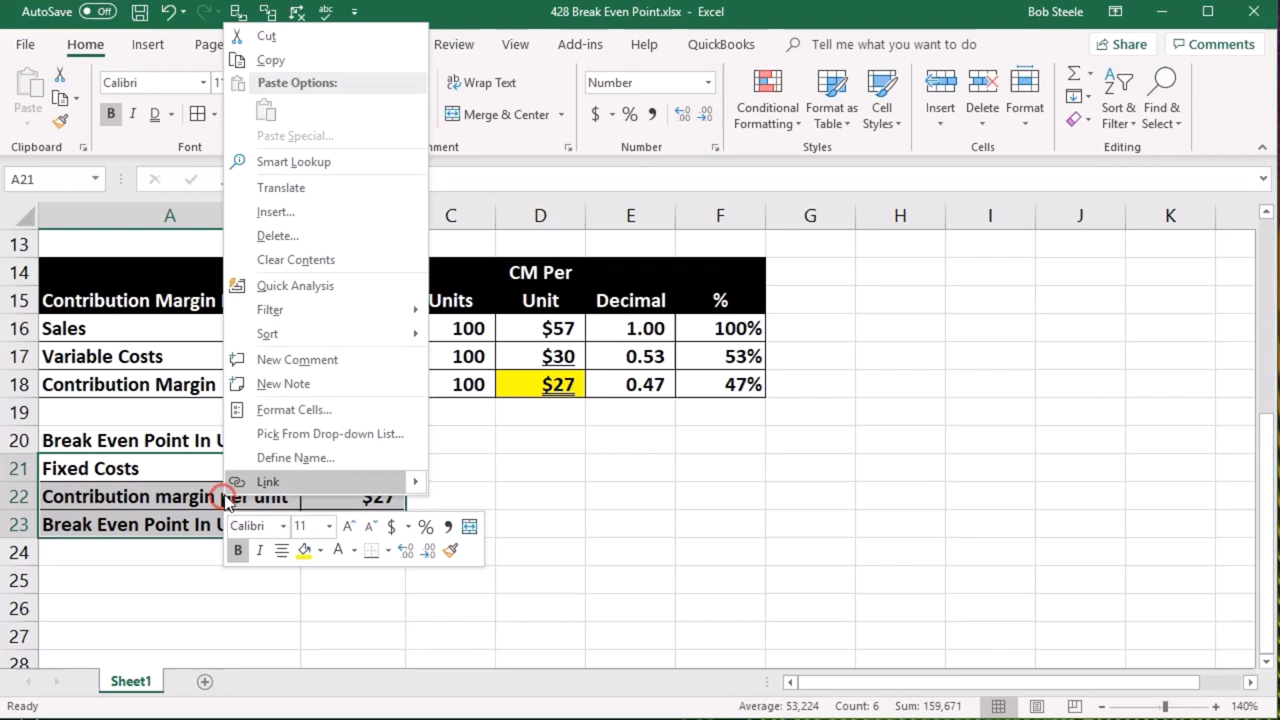 AutoSave Off 428 Break Even Point.xlsx - Excel Bob Steele
File Home Insert Page Review View Add-ins Help QuickBooks Tell me what you want to do Share Comments
Paste Calibri 11 Wrap Text Number Conditional Formatting Format as Table Cell Styles Insert Delete Format Sort & Filter Find & Select
B I D Merge & Center $ % ,
Clipboard Font nment Number Styles Cells Editing
A21
A C D E F G H I J K
Cut
Copy
Paste Options:
Paste Special...
Smart Lookup
Translate
Insert...
Delete...
Clear Contents
Quick Analysis
Filter
Sort
New Comment
New Note
Format Cells...
Pick From Drop-down List...
Define Name...
Link
Calibri 11 A A $ % ,
B I A
13
14 CM Per
15 Contribution Margin Units Unit Decimal %
16 Sales 100 $57 1.00 100%
17 Variable Costs 100 $30 0.53 53%
18 Contribution Margin 100 $27 0.47 47%
19
20 Break Even Point In U
21 Fixed Costs
22 Contribution margin per unit $27
23 Break Even Point In U
24
25
26
27
28
Sheet1
Ready Average: 53,224 Count: 6 Sum: 159,671 140%